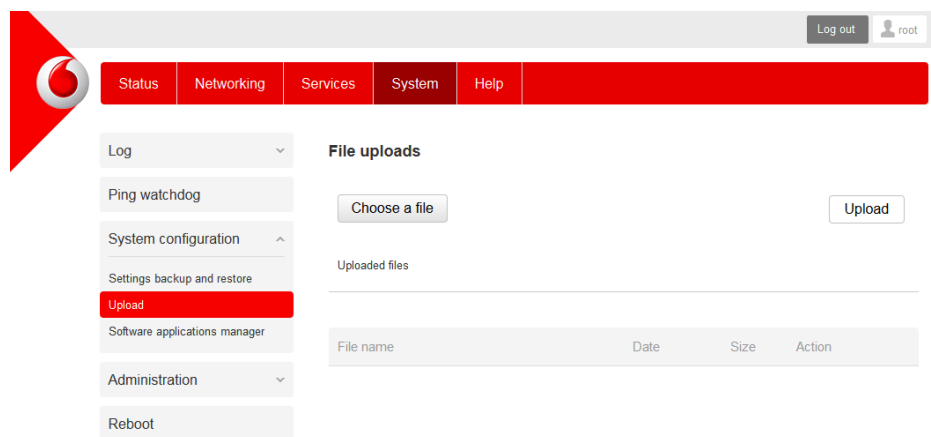 Log out root
Status Networking Services System Help
Log
Ping watchdog
System configuration
Settings backup and restore
Upload
Software applications manager
Administration
Reboot
File uploads
Choose a file Upload
Uploaded files
File name Date Size Action